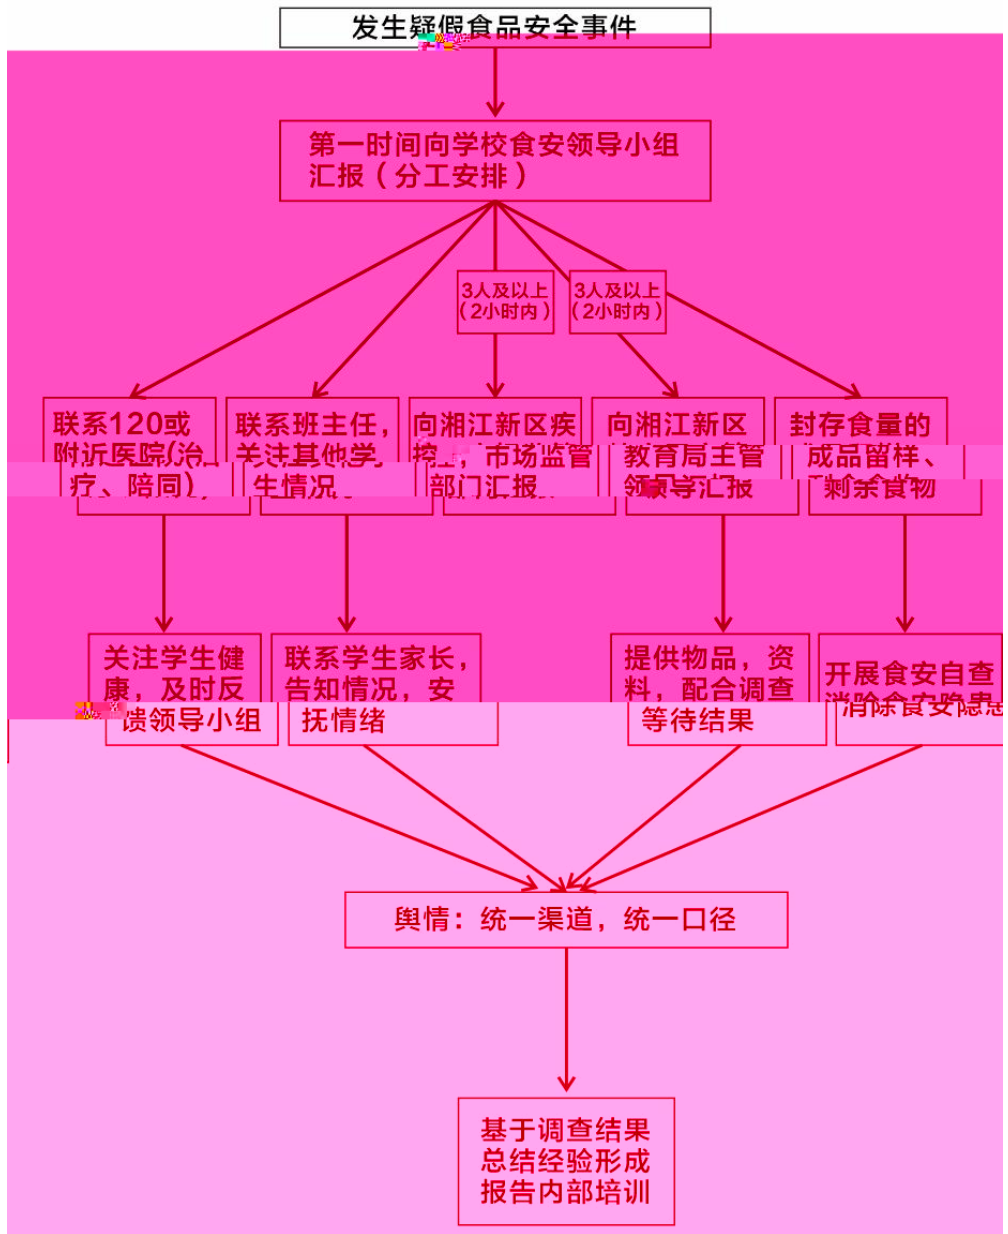 发生疑假食品安全事件
第一时间向学校食安领导小组
汇报（分工安排）
3人及以上
（2小时内）
3人及以上
（2小时内）
联系120或
附近医院(治
疗、陪同)
联系班主任，
关注其他学
生情况
向湘江新区疾
控，市场监管
部门汇报
向湘江新区
教育局主管
领导汇报
封存食量的
成品留样、
剩余食物
关注学生健
康，及时反
馈领导小组
联系学生家长，
告知情况，安
抚情绪
提供物品，资
料，配合调查
等待结果
开展食安自查
消除食安隐患
舆情：统一渠道，统一口径
基于调查结果
总结经验形成
报告内部培训